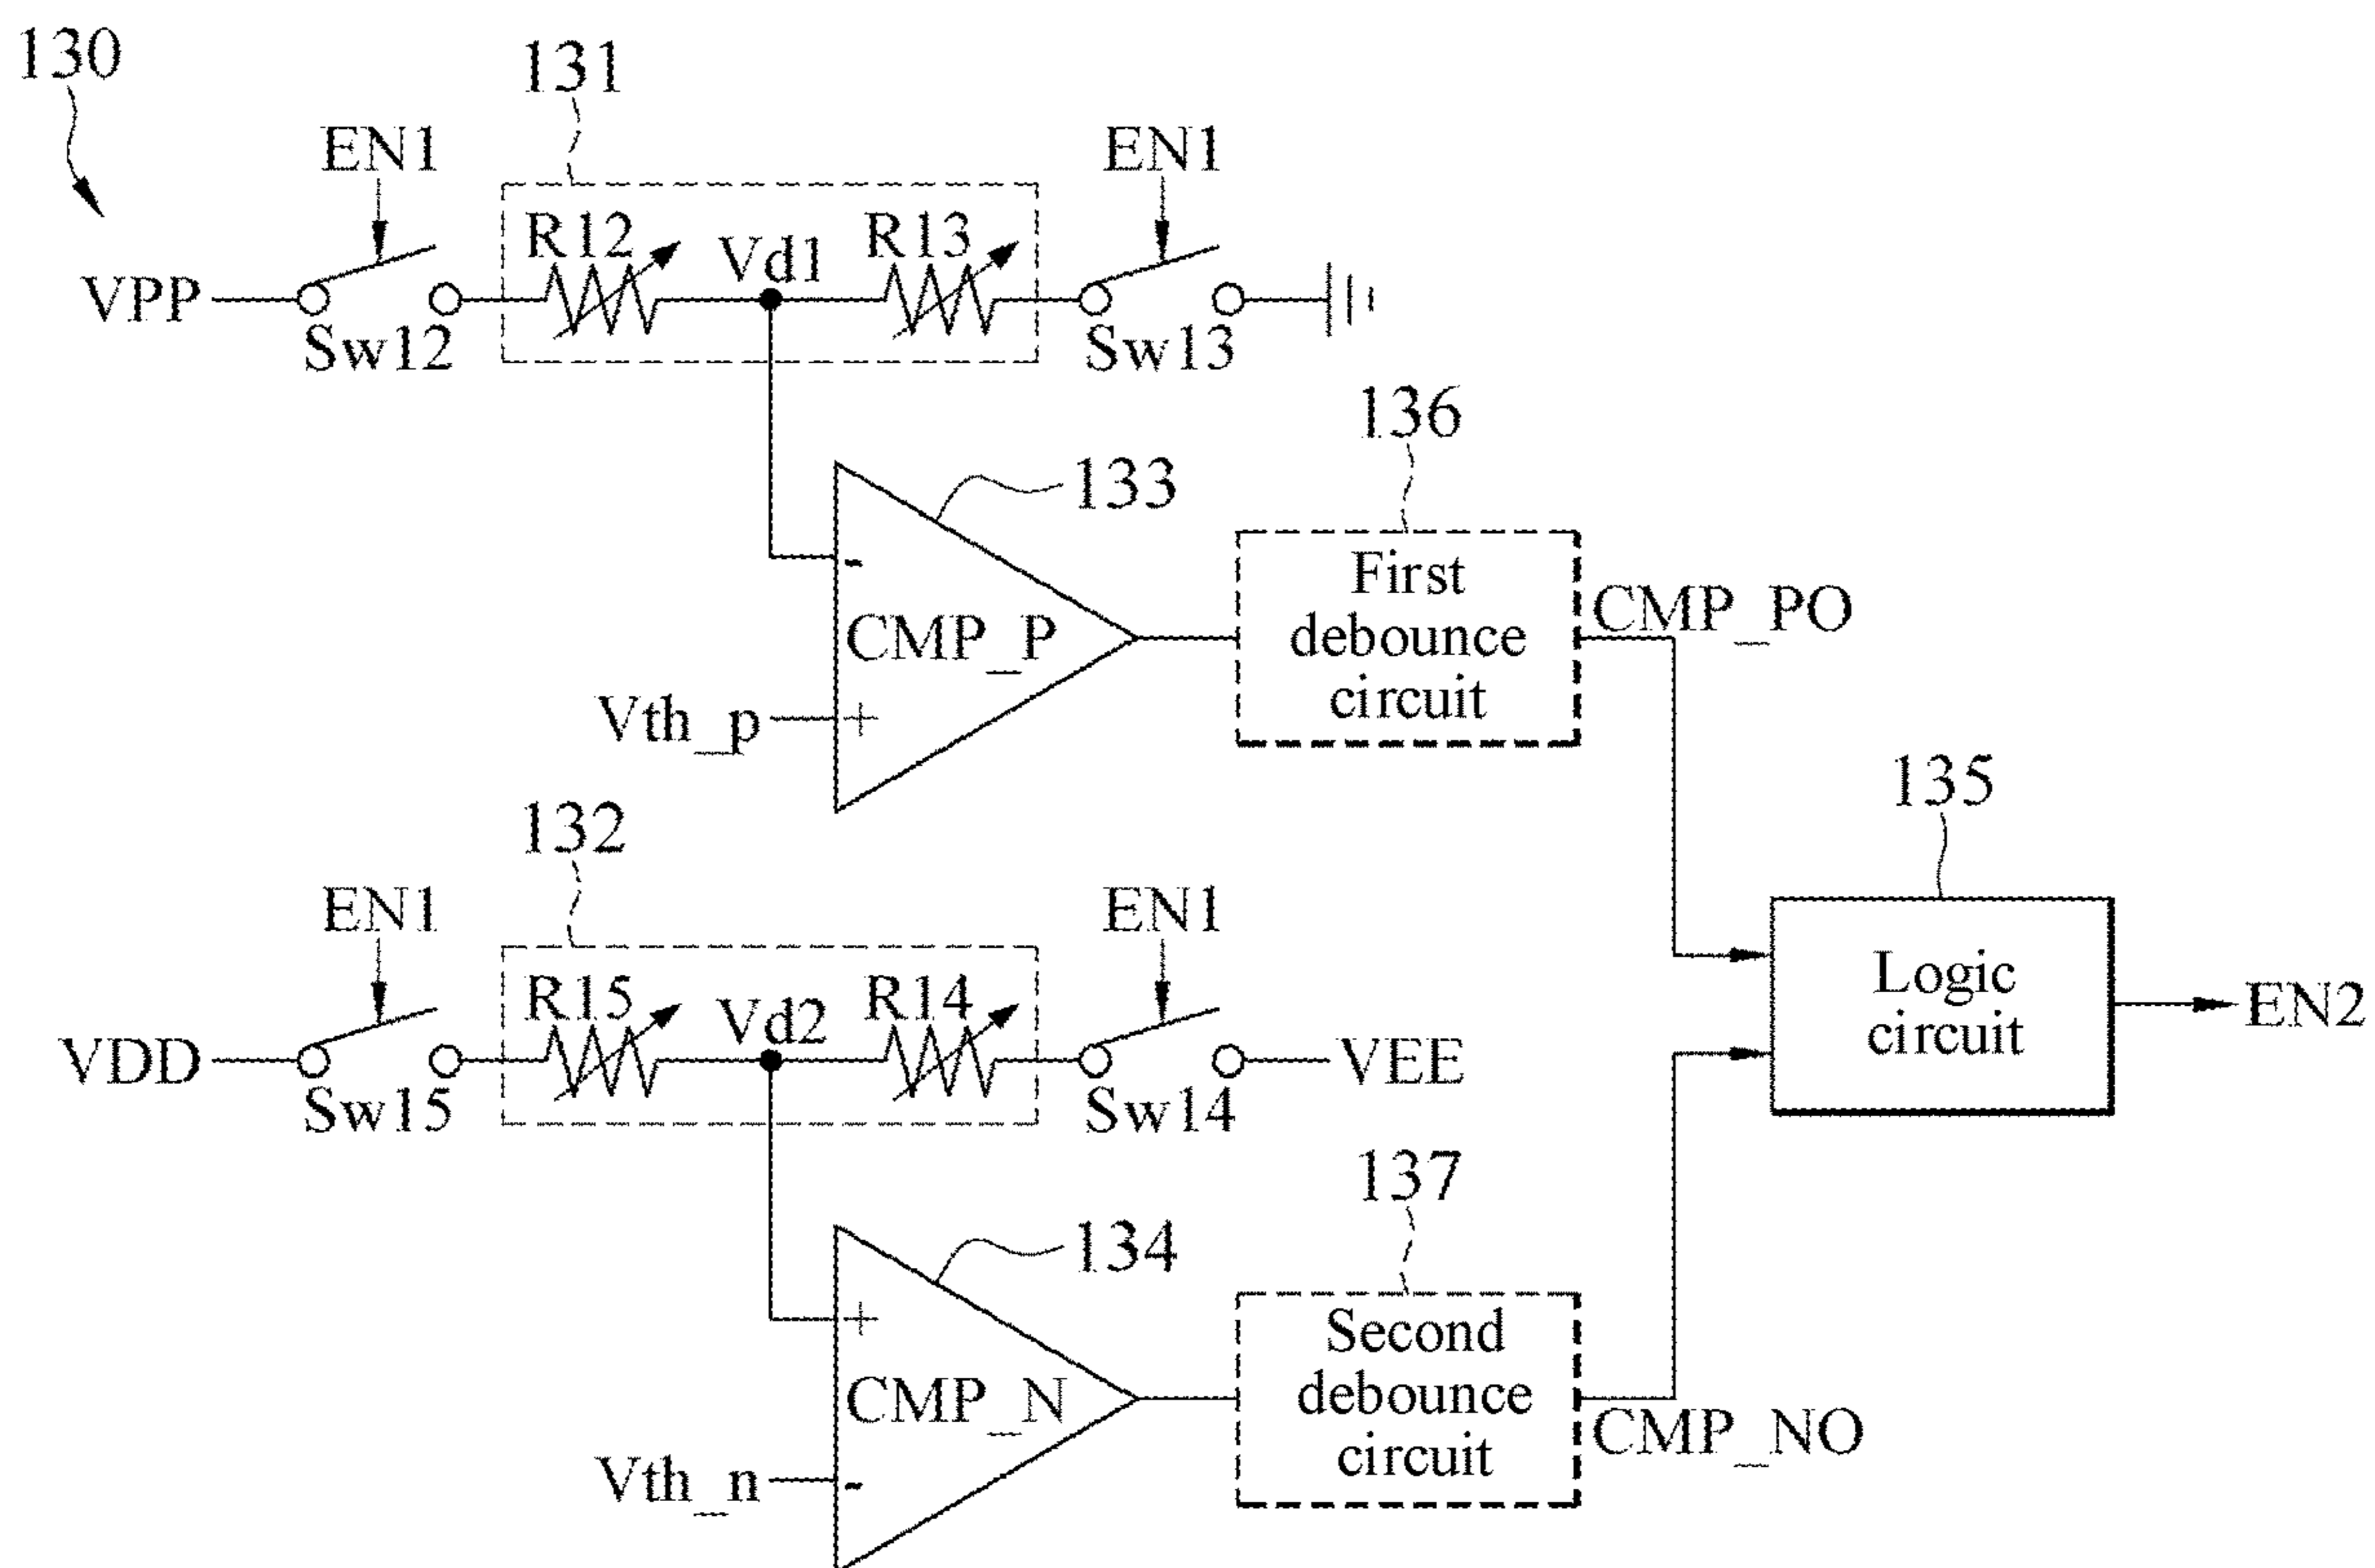 130
131
EN1
EN1
R12
Vd1
R13
VPP
Sw12
Sw13
136
133
-
CMP_P
First
debounce
circuit
CMP_PO
Vth_p
+
135
132
EN1
EN1
R15
Vd2
R14
Logic
circuit
EN2
VDD
Sw15
Sw14
VEE
137
134
+
CMP_N
Second
debounce
circuit
CMP_NO
Vth_n
-